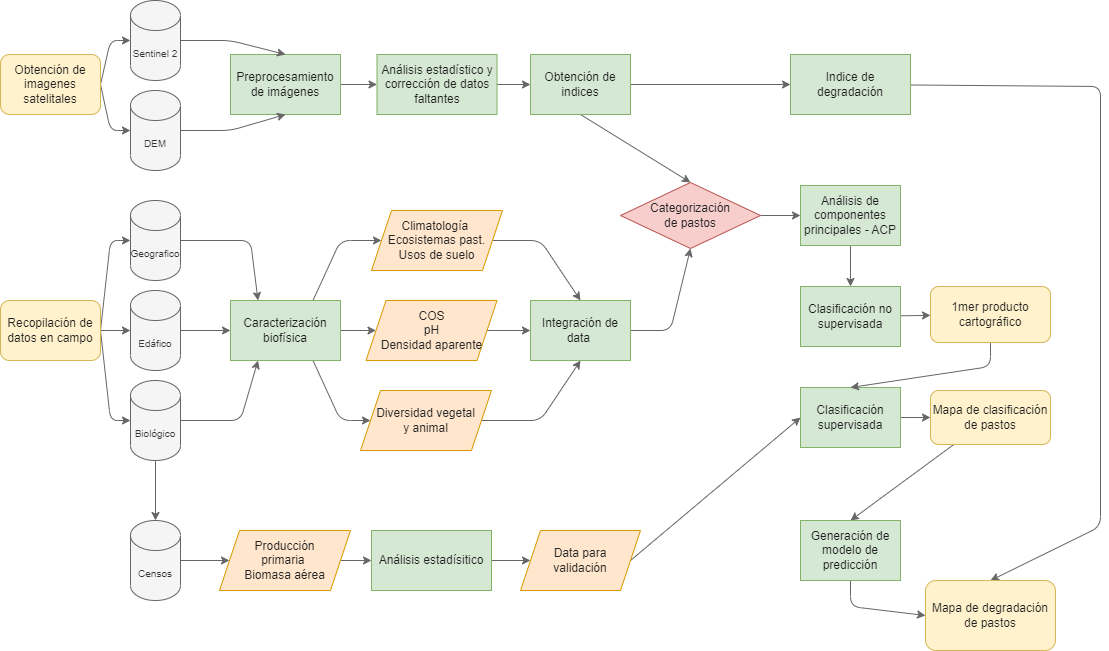 Obtención de
imagenes
satelitales
Sentinel 2
DEM
Preprocesamiento
de imágenes
Análisis estadístico y
corrección de datos
faltantes
Obtención de
indices
Indice de
degradación
Recopilación de
datos en campo
Geografico
Edáfico
Biológico
Caracterización
biofísica
Climatología
Ecosistemas past.
Usos de suelo
COS
pH
Densidad aparente
Diversidad vegetal
y animal
Integración de
data
Categorización
de pastos
Análisis de
componentes
principales - ACP
Clasificación no
supervisada
1mer producto
cartográfico
Clasificación
supervisada
Mapa de clasificación
de pastos
Censos
Producción
primaria
Biomasa aérea
Análisis estadísitico
Data para
validación
Generación de
modelo de
predicción
Mapa de degradación
de pastos